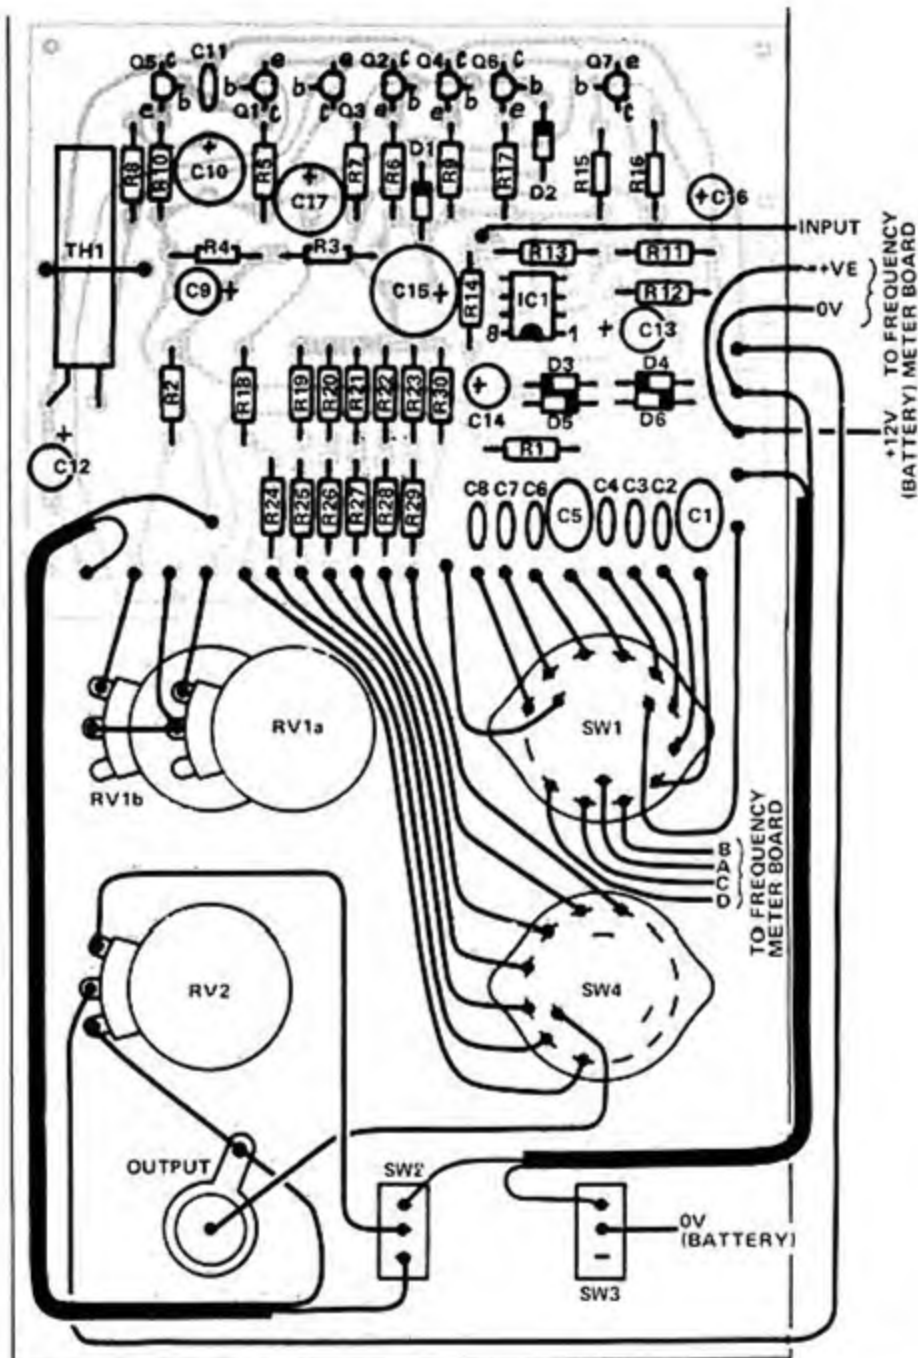 Q5 c C11 e e Q2 c Q4 c Q6 c Q7 e
b b b b b b b
e Q1 c c Q3 e e e c
D1
R8 R10 C10 + R5 C17 + R7 R6 R9 R17 D2 R15 R16 + C16
INPUT
TH1 R4 R3 R13 R11
+VE
C9 + C15 + R14 IC1 R12
0V
TO FREQUENCY
METER BOARD
8 1 + C13
D3 D4
R2 R18 R19 R20 R21 R22 R23 R30 + C14 D5 D6
+12V
(BATTERY)
+ C12 R1
R24 R25 R26 R27 R28 R29 C8 C7 C6 C5 C4 C3 C2 C1
RV1a SW1
RV1b
B
A
C
D
TO FREQUENCY
METER BOARD
RV2 SW4
OUTPUT SW2
0V
(BATTERY)
SW3